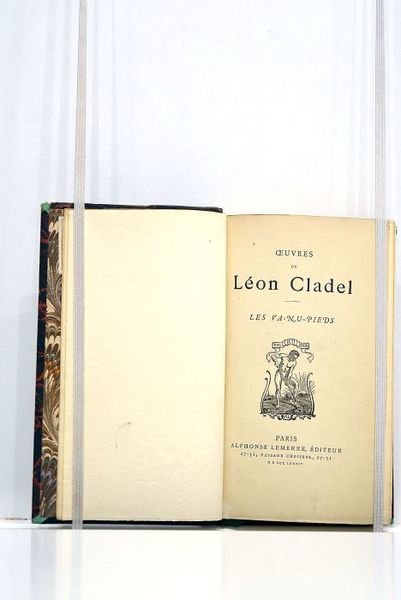 ŒUVRES
DE
Léon Cladel
LES VA-NU-PIEDS
PARIS
ALPHONSE LEMERRE, ÉDITEUR
27-31, PASSAGE CHOISEUL, 27-31